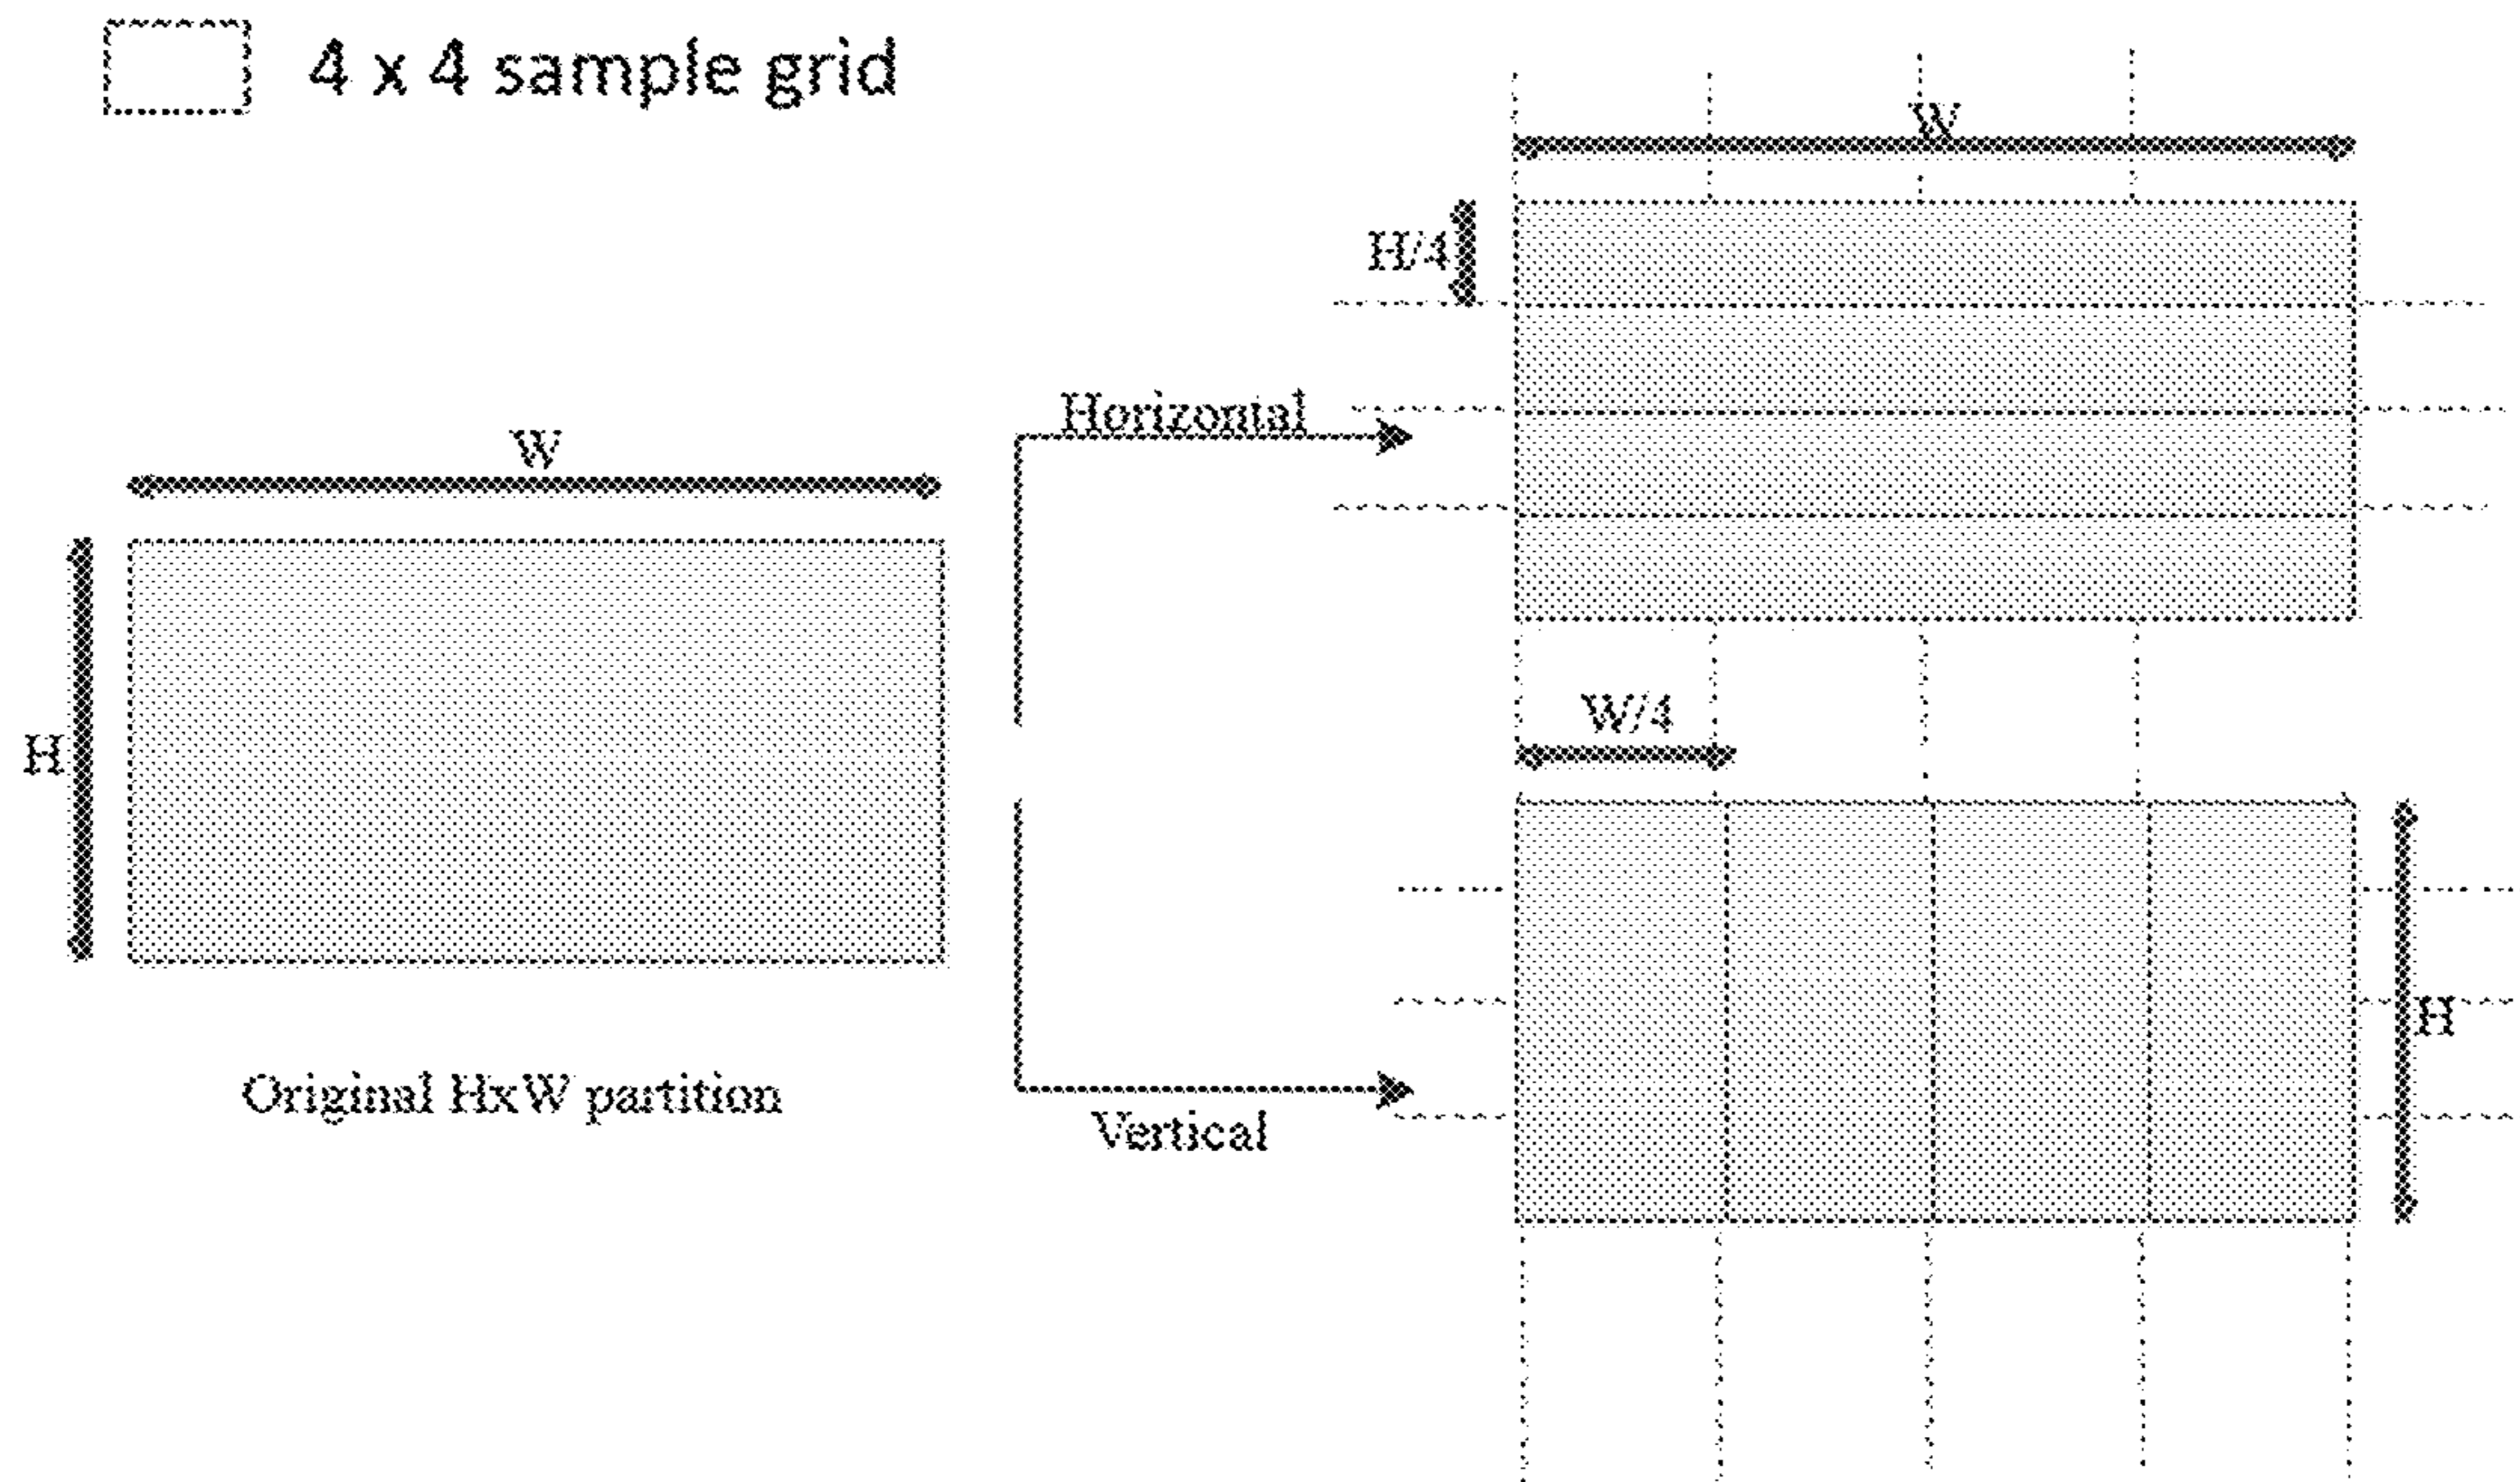 4 x 4 sample grid
W
H/4
Horizontal
W
H
W/4
H
Original HxW partition
Vertical